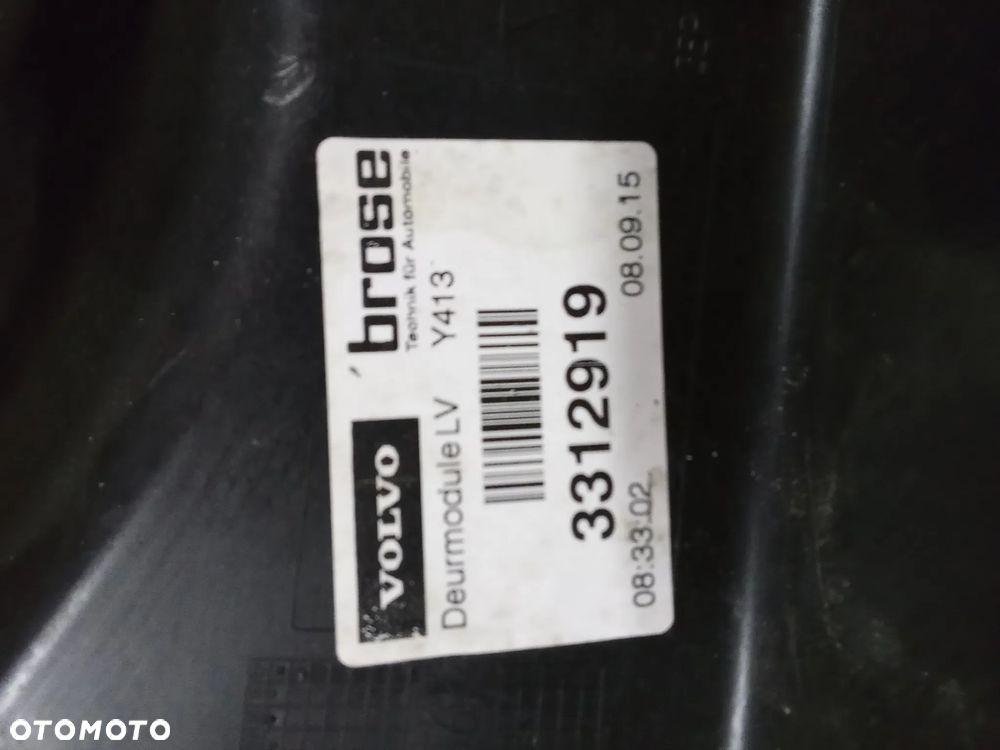 VOLVO
brose
Technik für Automobile
Deurmodule LV Y413
3312919
08:33:02 08.09.15
OTOMOTO